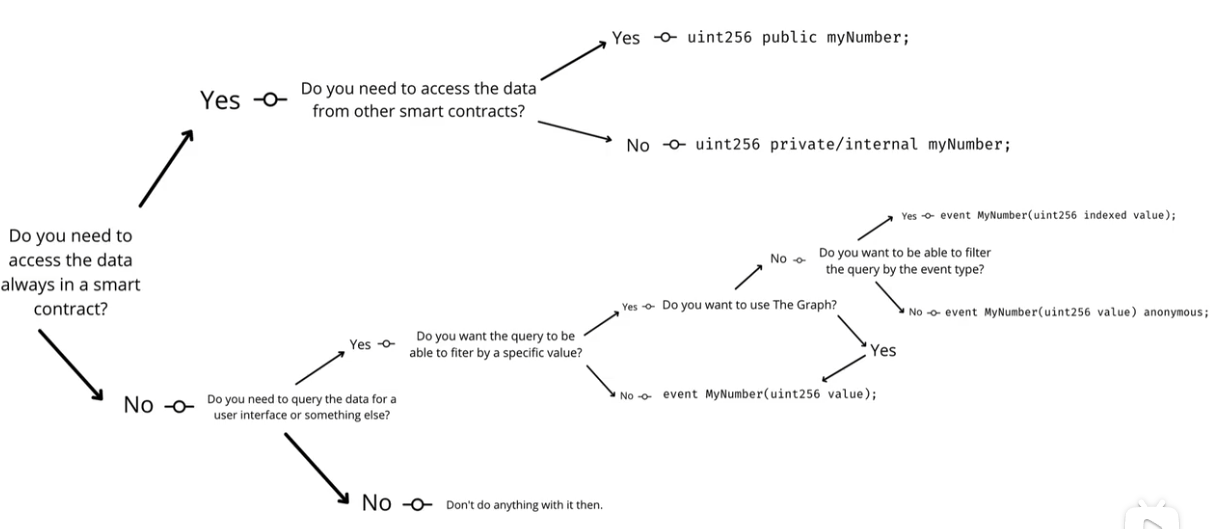 Yes
uint256 public myNumber;
Yes
Do you need to access the data
from other smart contracts?
No
uint256 private/internal myNumber;
Do you need to
access the data
always in a smart
contract?
Yes
event MyNumber(uint256 indexed value);
No
Do you want to be able to filter
the query by the event type?
Yes
Do you want to use The Graph?
No
event MyNumber(uint256 value) anonymous;
Yes
Do you want the query to be
able to fiter by a specific value?
Yes
No
event MyNumber(uint256 value);
No
Do you need to query the data for a
user interface or something else?
No
Don't do anything with it then.